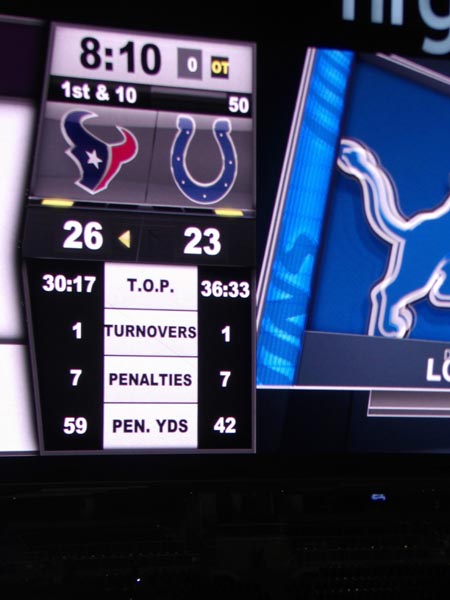 8:10 0 OT
1st & 10 50
26 23
30:17 T.O.P. 36:33
1 TURNOVERS 1
7 PENALTIES 7
59 PEN. YDS 42